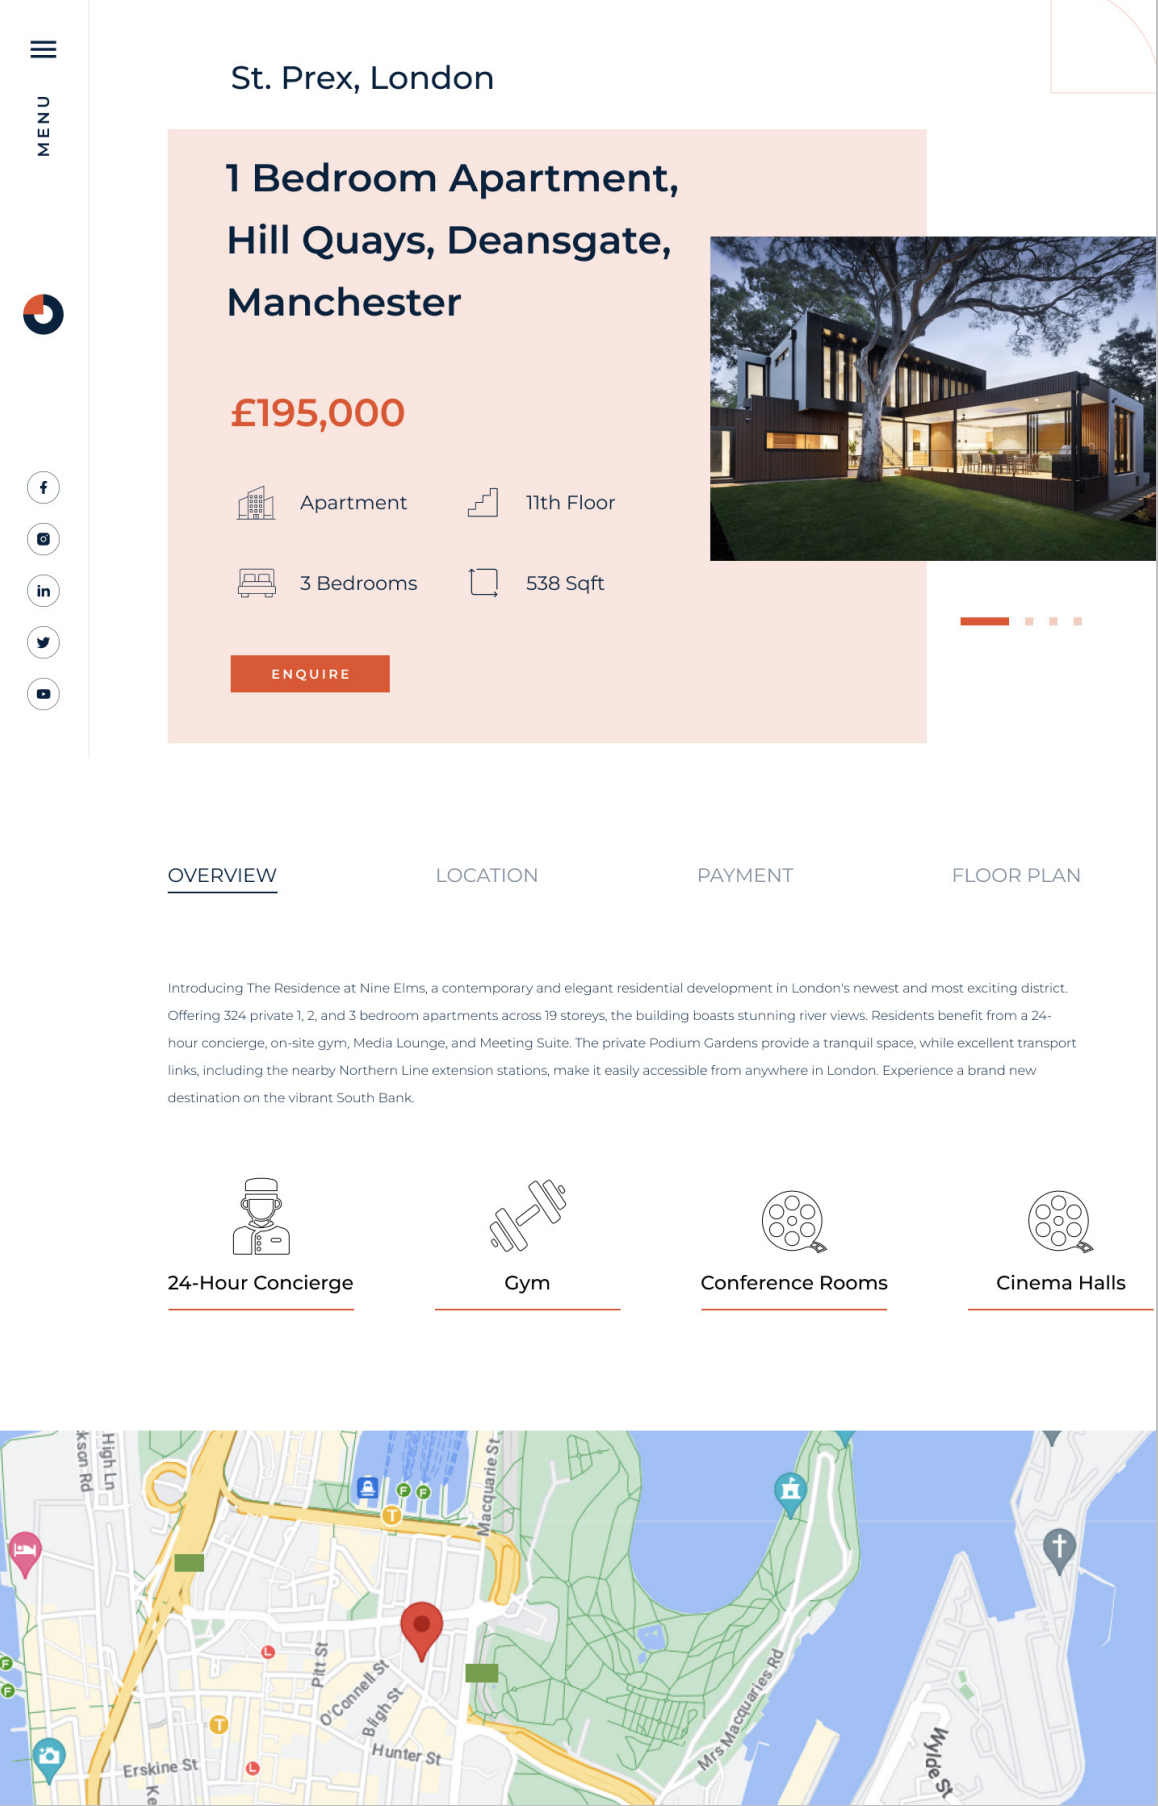 MENU
St. Prex, London
1 Bedroom Apartment,
Hill Quays, Deansgate,
Manchester
£195,000
Apartment
11th Floor
3 Bedrooms
538 Sqft
ENQUIRE
OVERVIEW
LOCATION
PAYMENT
FLOOR PLAN
Introducing The Residence at Nine Elms, a contemporary and elegant residential development in London's newest and most exciting district.
Offering 324 private 1, 2, and 3 bedroom apartments across 19 storeys, the building boasts stunning river views. Residents benefit from a 24-
hour concierge, on-site gym, Media Lounge, and Meeting Suite. The private Podium Gardens provide a tranquil space, while excellent transport
links, including the nearby Northern Line extension stations, make it easily accessible from anywhere in London. Experience a brand new
destination on the vibrant South Bank.
24-Hour Concierge
Gym
Conference Rooms
Cinema Halls
kson Rd
High Ln
Macquarie St
F
F
T
L
Pitt St
O'Connell St
Bligh St
Hunter St
F
F
T
L
Erskine St
Ke
Mrs Macquaries Rd
Wylde St